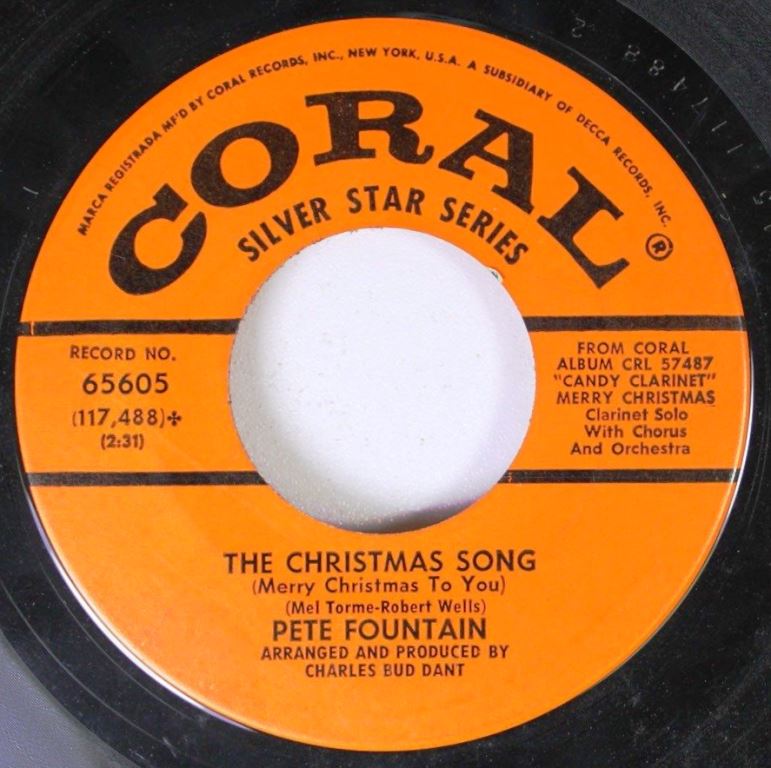 MARCA REGISTRADA MF'D BY CORAL RECORDS, INC., NEW YORK, U.S.A. A SUBSIDIARY OF DECCA RECORDS, INC.
CORAL ®
SILVER STAR SERIES
RECORD NO.
65605
(117,488)✤
(2:31)
FROM CORAL
ALBUM CRL 57487
"CANDY CLARINET"
MERRY CHRISTMAS
Clarinet Solo
With Chorus
And Orchestra
THE CHRISTMAS SONG
(Merry Christmas To You)
(Mel Torme-Robert Wells)
PETE FOUNTAIN
ARRANGED AND PRODUCED BY
CHARLES BUD DANT